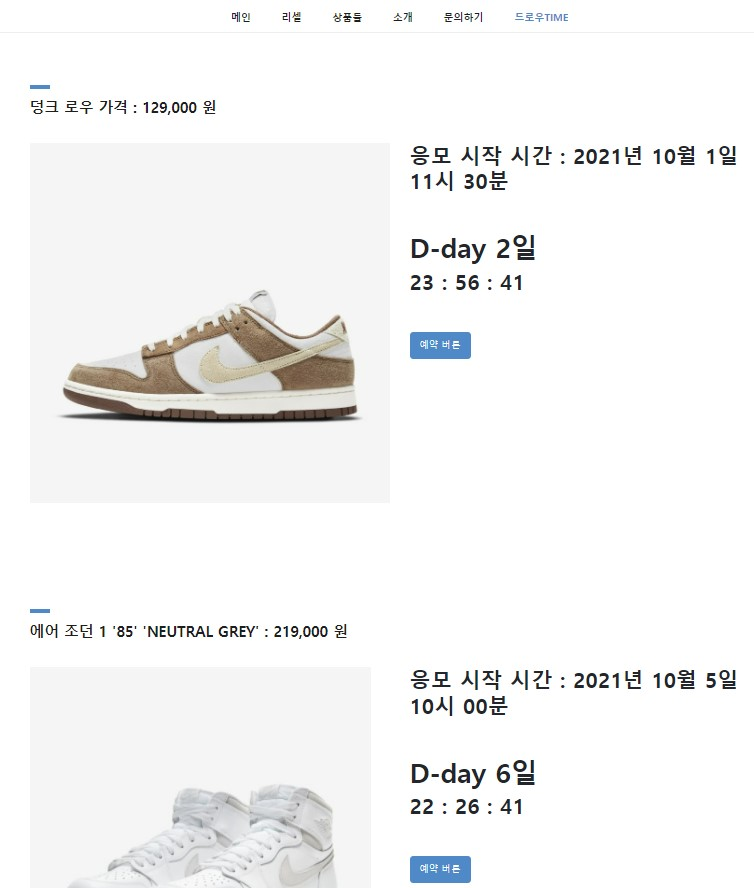 메인 리셀 상품들 소개 문의하기 드로우TIME
덩크 로우 가격 : 129,000 원
응모 시작 시간 : 2021년 10월 1일
11시 30분
D-day 2일
23 : 56 : 41
예약 버튼
에어 조던 1 '85' 'NEUTRAL GREY' : 219,000 원
응모 시작 시간 : 2021년 10월 5일
10시 00분
D-day 6일
22 : 26 : 41
예약 버튼